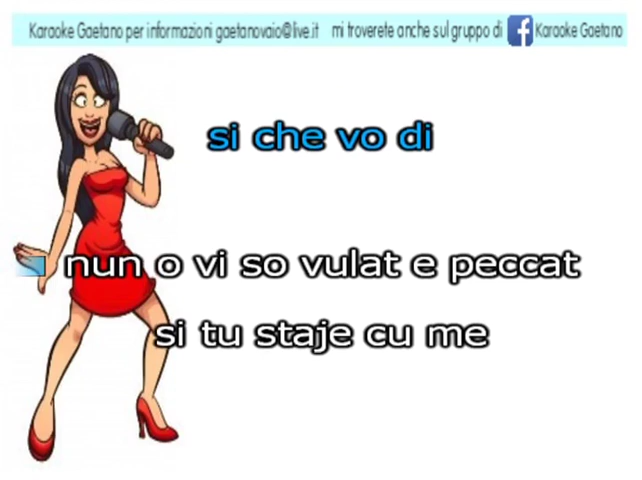 Karaoke Gaetano per informazioni gaetanovaio@live.it mi troverete anche sul gruppo di f Karaoke Gaetano
si che vo di
nun o vi so vulat e peccat
si tu staje cu me